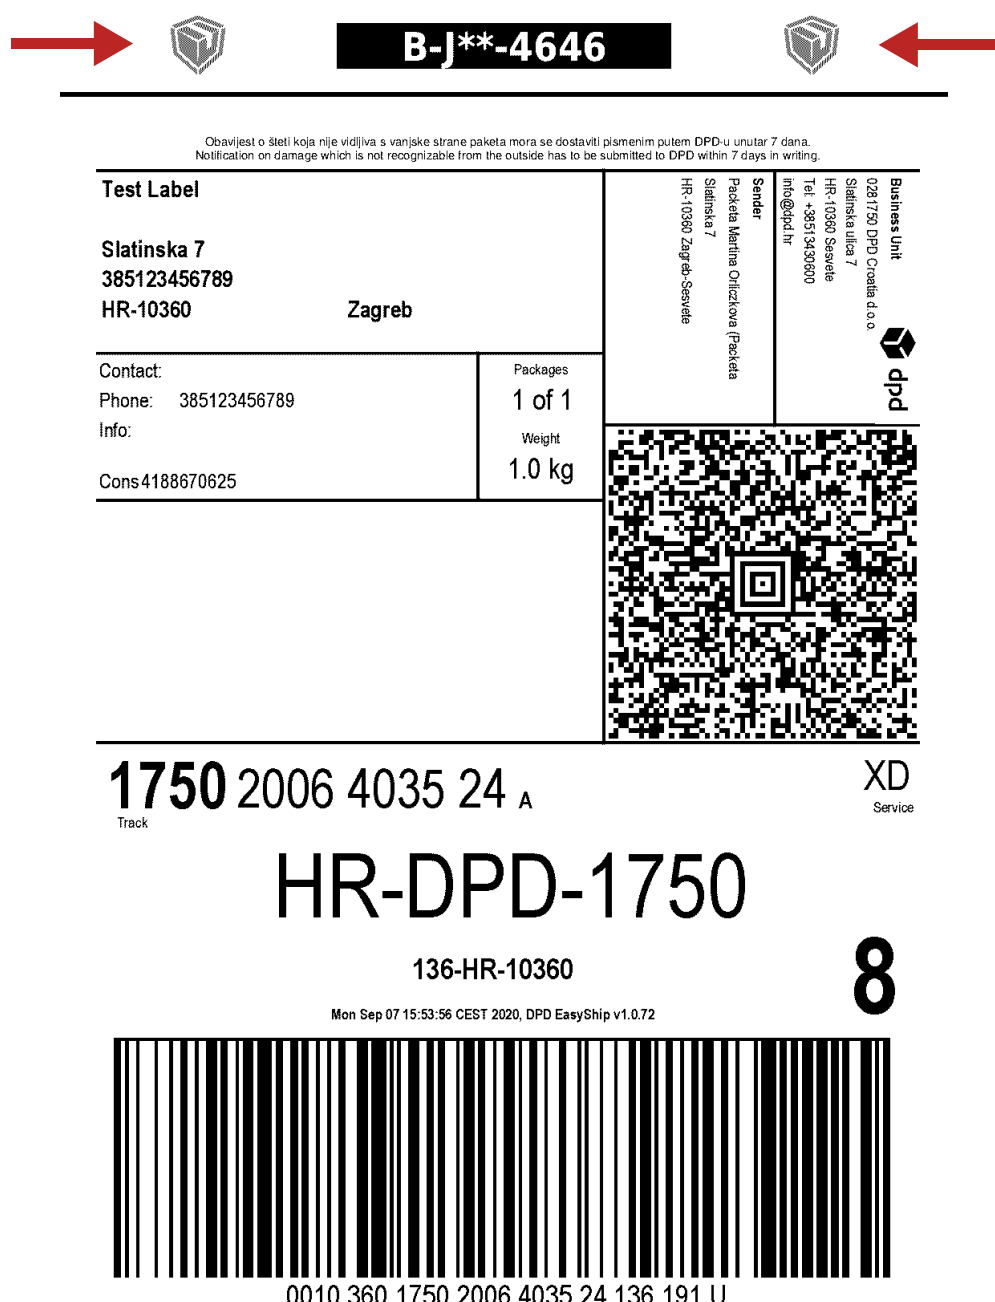 B-J**-4646
Obavijest o šteti koja nije vidljiva s vanjske strane paketa mora se dostaviti pismenim putem DPD-u unutar 7 dana.
Notification on damage which is not recognizable from the outside has to be submitted to DPD within 7 days in writing.
Test Label
Slatinska 7
385123456789
HR-10360 Zagreb
Contact:
Phone: 385123456789
Info:
Cons4188670625
Packages
1 of 1
Weight
1.0 kg
Business Unit
0281750 DPD Croatia d.o.o.
Slatinska ulica 7
HR-10360 Sesvete
Tel: +38513430600
info@dpd.hr
dpd
Sender
Packeta Martina Orliczkova (Packeta
Slatinska 7
HR-10360 Zagreb-Sesvete
1750 2006 4035 24 A
Track
XD
Service
HR-DPD-1750
136-HR-10360
8
Mon Sep 07 15:53:56 CEST 2020, DPD EasyShip v1.0.72
0010 360 1750 2006 4035 24 136 191 U